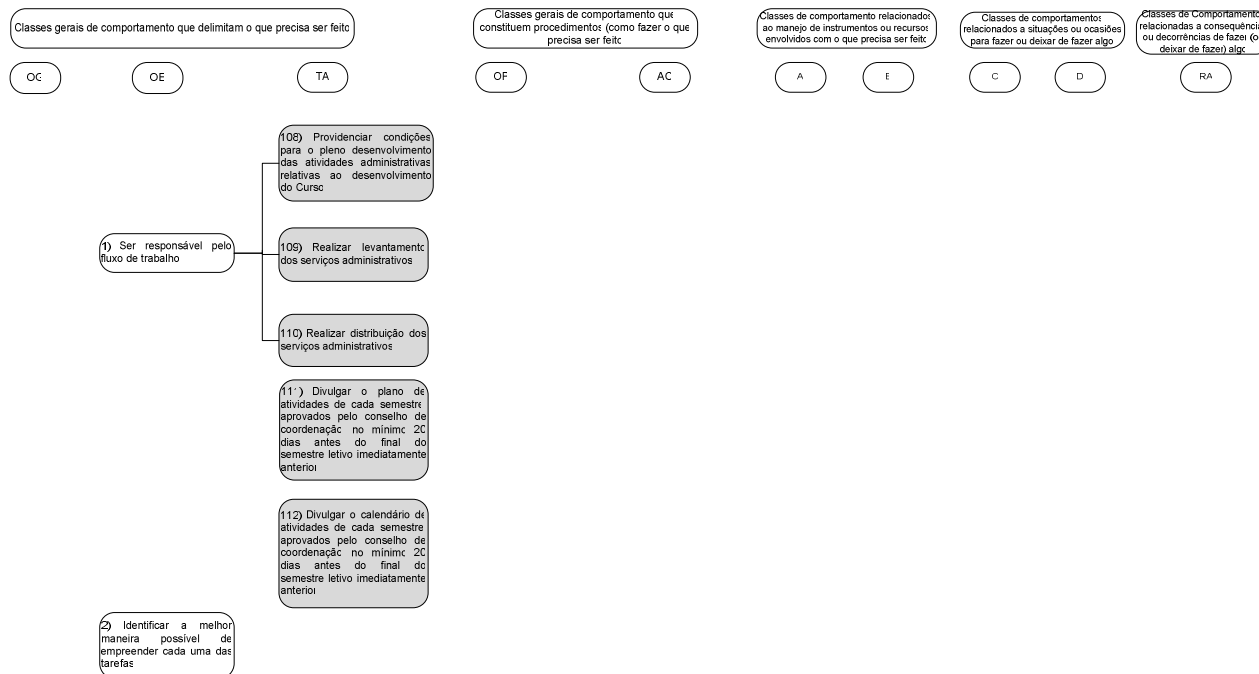 Classes gerais de comportamento que delimitam o que precisa ser feito
Classes gerais de comportamento que
constituem procedimentos (como fazer o que
precisa ser feito
Classes de comportamento relacionados
ao manejo de instrumentos ou recursos
envolvidos com o que precisa ser feito
Classes de comportamentos
relacionados a situações ou ocasiões
para fazer ou deixar de fazer algo
Classes de Comportamento
relacionadas a consequência
ou decorrências de fazer (o
deixar de fazer) algo
OG
OE
TA
OF
AC
A
E
C
D
RA
108) Providenciar condições
para o pleno desenvolvimento
das atividades administrativas
relativas ao desenvolvimento
do Curso
1) Ser responsável pelo
fluxo de trabalho
109) Realizar levantamento
dos serviços administrativos
110) Realizar distribuição dos
serviços administrativos
111) Divulgar o plano de
atividades de cada semestre
aprovados pelo conselho de
coordenação no mínimo 20
dias antes do final do
semestre letivo imediatamente
anterior
112) Divulgar o calendário de
atividades de cada semestre
aprovados pelo conselho de
coordenação no mínimo 20
dias antes do final do
semestre letivo imediatamente
anterior
2) Identificar a melhor
maneira possível de
empreender cada uma das
tarefas